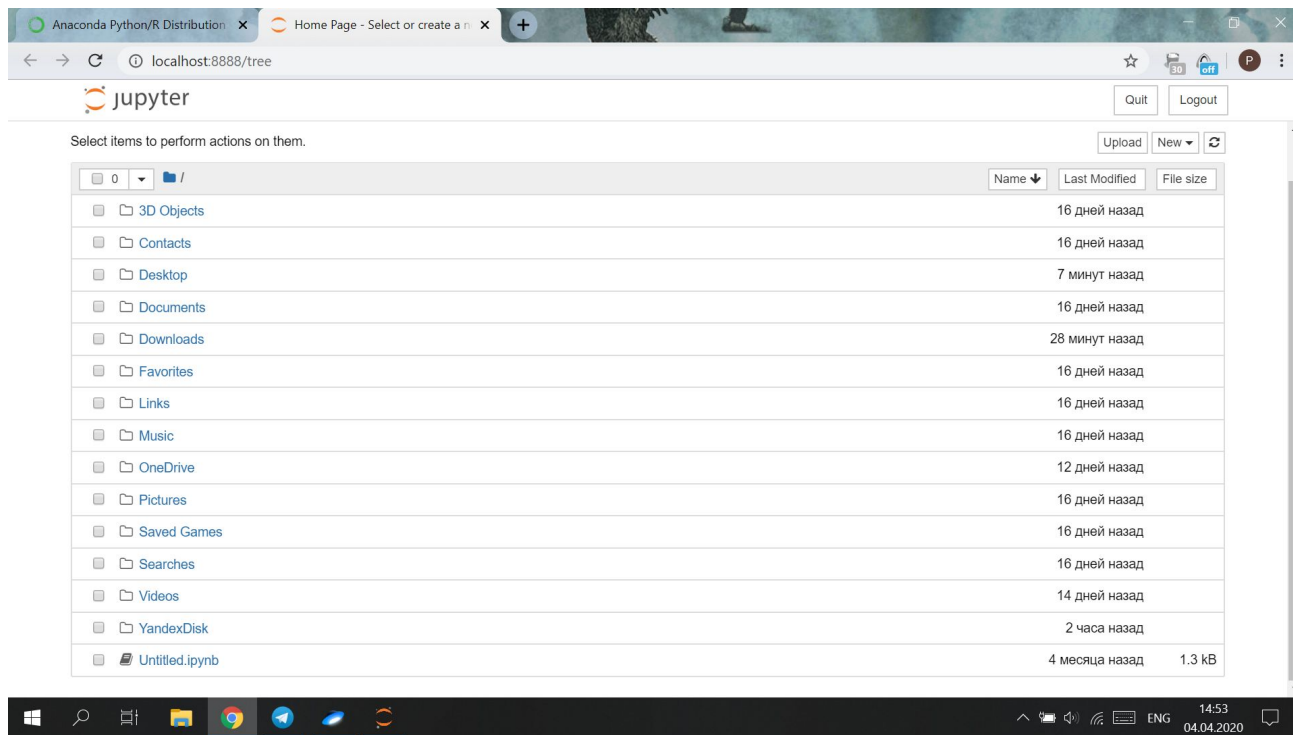 Anaconda Python/R Distribution
Home Page - Select or create a n
localhost:8888/tree
30
off
P
jupyter
Quit
Logout
Select items to perform actions on them.
Upload
New
0
/
Name
Last Modified
File size
3D Objects 16 дней назад
Contacts 16 дней назад
Desktop 7 минут назад
Documents 16 дней назад
Downloads 28 минут назад
Favorites 16 дней назад
Links 16 дней назад
Music 16 дней назад
OneDrive 12 дней назад
Pictures 16 дней назад
Saved Games 16 дней назад
Searches 16 дней назад
Videos 14 дней назад
YandexDisk 2 часа назад
Untitled.ipynb 4 месяца назад 1.3 kB
ENG
14:53
04.04.2020